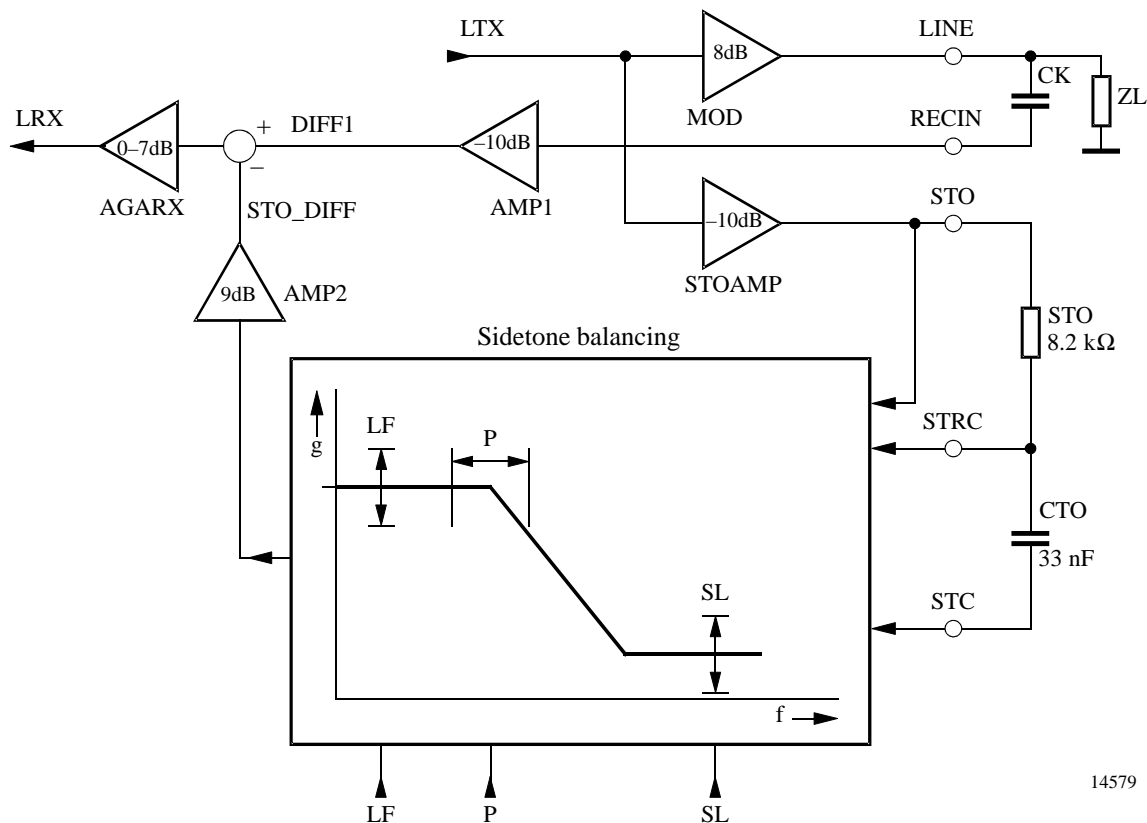 LTX
LINE
8dB
CK
ZL
MOD
LRX
DIFF1
RECIN
+
0–7dB
–10dB
–
AGARX
STO_DIFF
AMP1
STO
–10dB
STOAMP
9dB
AMP2
STO
8.2 kΩ
Sidetone balancing
LF
P
g
STRC
CTO
33 nF
SL
STC
f
LF
P
SL
14579